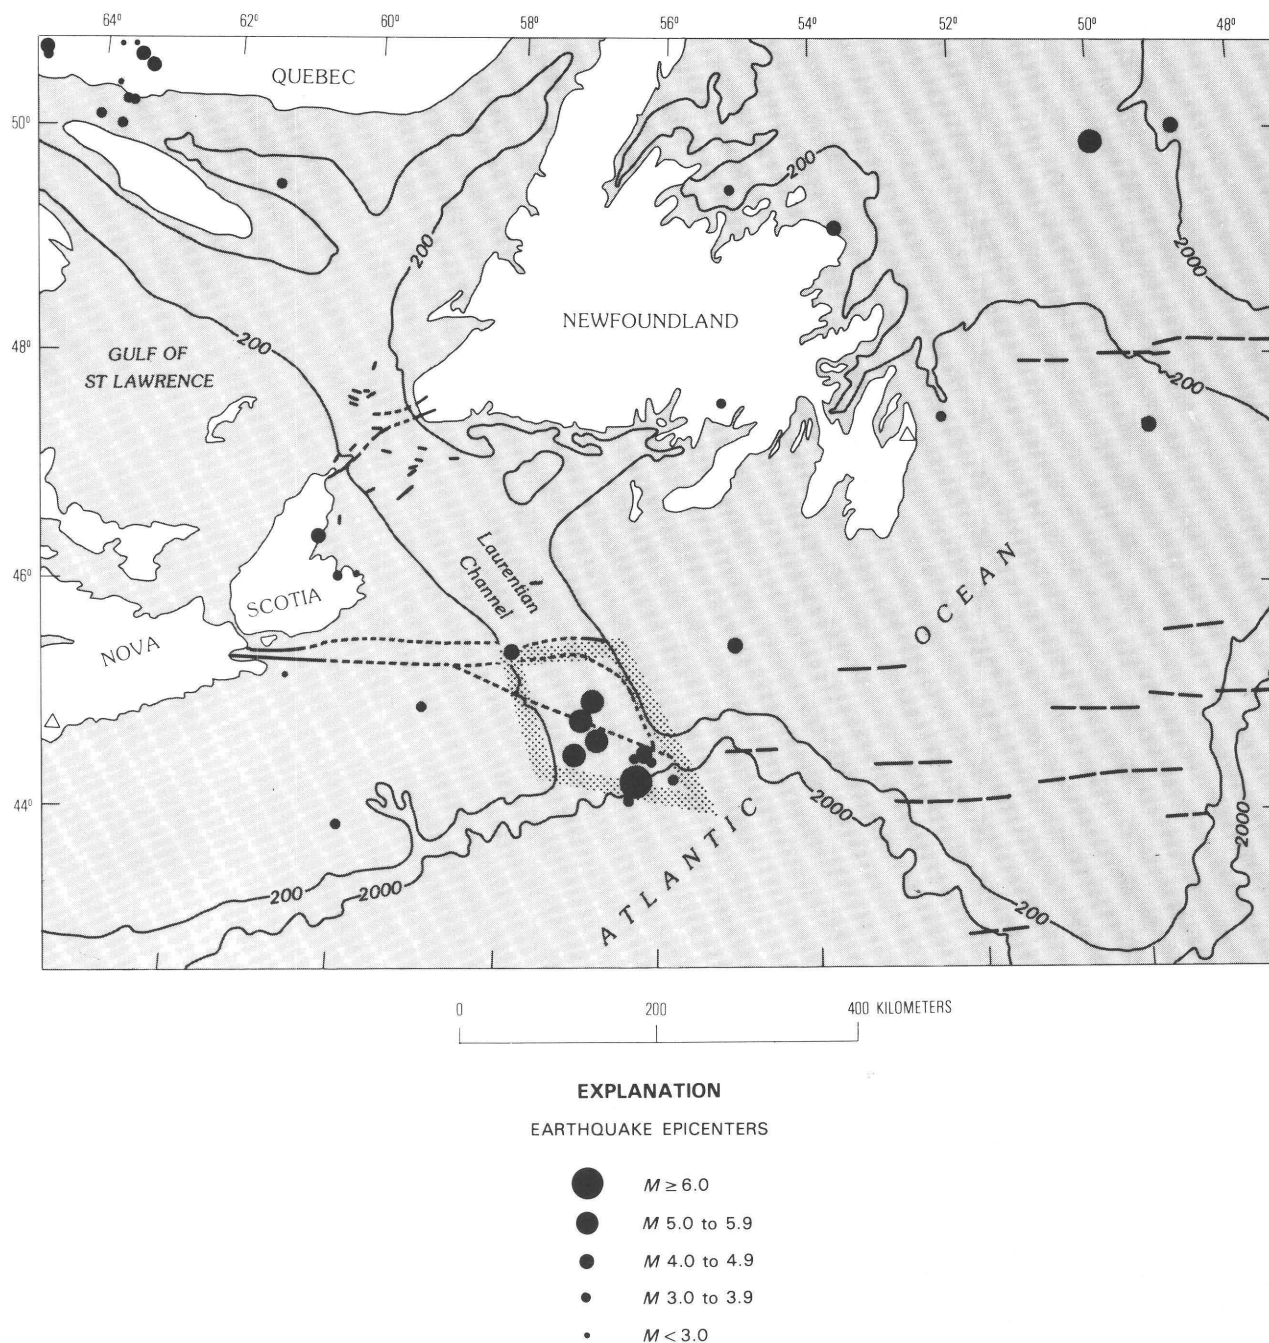 64° 62° 60° 58° 56° 54° 52° 50° 48°
QUEBEC
50°
200
200
2000
NEWFOUNDLAND
48°
200
GULF OF
ST LAWRENCE
200
Laurentian
Channel
46°
OCEAN
SCOTIA
NOVA
44°
2000
2000
ATLANTIC
200
2000
200
0 200 400 KILOMETERS
EXPLANATION
EARTHQUAKE EPICENTERS
M ≥ 6.0
M 5.0 to 5.9
M 4.0 to 4.9
M 3.0 to 3.9
M < 3.0